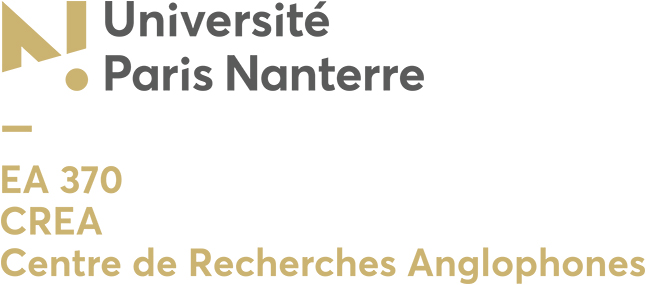 Université
Paris Nanterre
EA 370
CREA
Centre de Recherches Anglophones